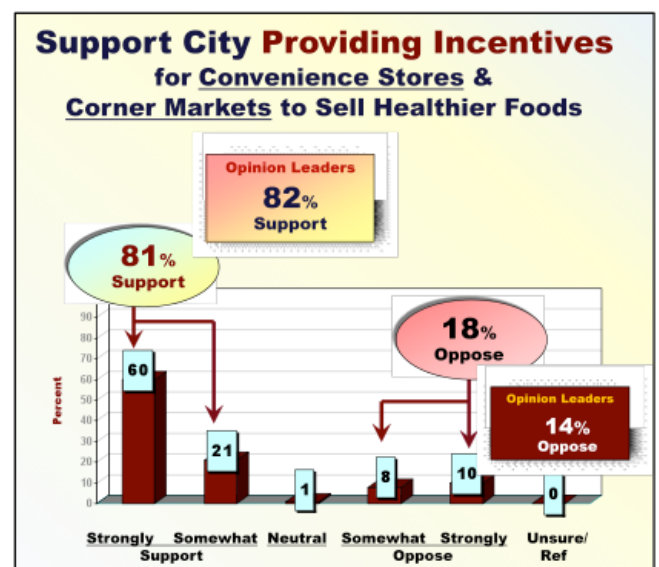 Support City Providing Incentives
for Convenience Stores &
Corner Markets to Sell Healthier Foods
Opinion Leaders
82%
Support
81%
Support
18%
Oppose
Opinion Leaders
14%
Oppose
Percent
90
80
70
60
50
40
30
20
10
0
60
21
1
8
10
0
Strongly Somewhat Neutral Somewhat Strongly Unsure/
Support Oppose Ref